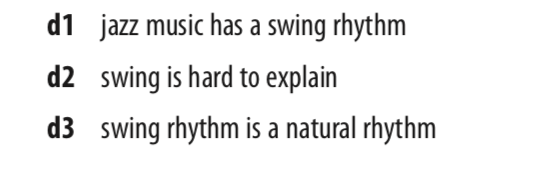 d1 jazz music has a swing rhythm
d2 swing is hard to explain
d3 swing rhythm is a natural rhythm